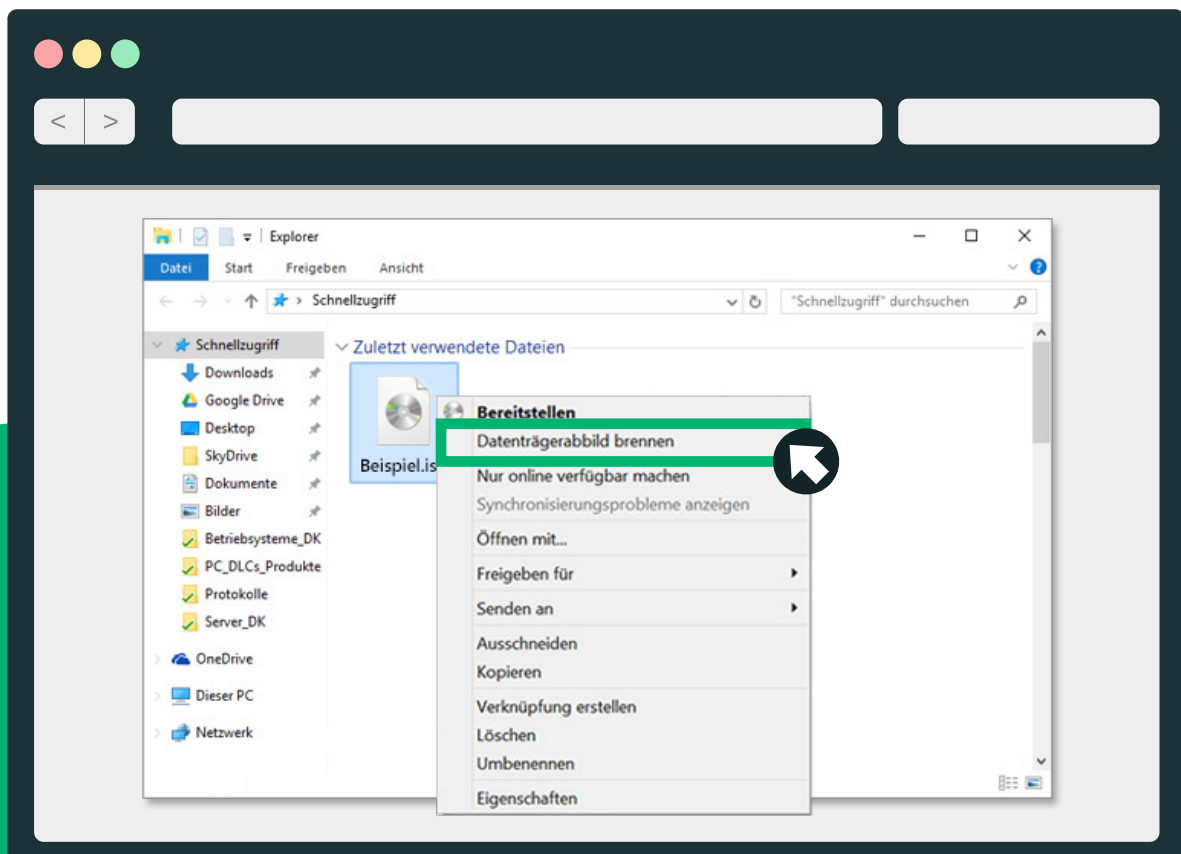 < >
Explorer
Datei Start Freigeben Ansicht
Schnellzugriff
"Schnellzugriff" durchsuchen
Schnellzugriff
Downloads
Google Drive
Desktop
SkyDrive
Dokumente
Bilder
Betriebsysteme_DK
PC_DLCs_Produkte
Protokolle
Server_DK
OneDrive
Dieser PC
Netzwerk
Zuletzt verwendete Dateien
Beispiel.is
Bereitstellen
Datenträgerabbild brennen
Nur online verfügbar machen
Synchronisierungsprobleme anzeigen
Öffnen mit...
Freigeben für
Senden an
Ausschneiden
Kopieren
Verknüpfung erstellen
Löschen
Umbenennen
Eigenschaften